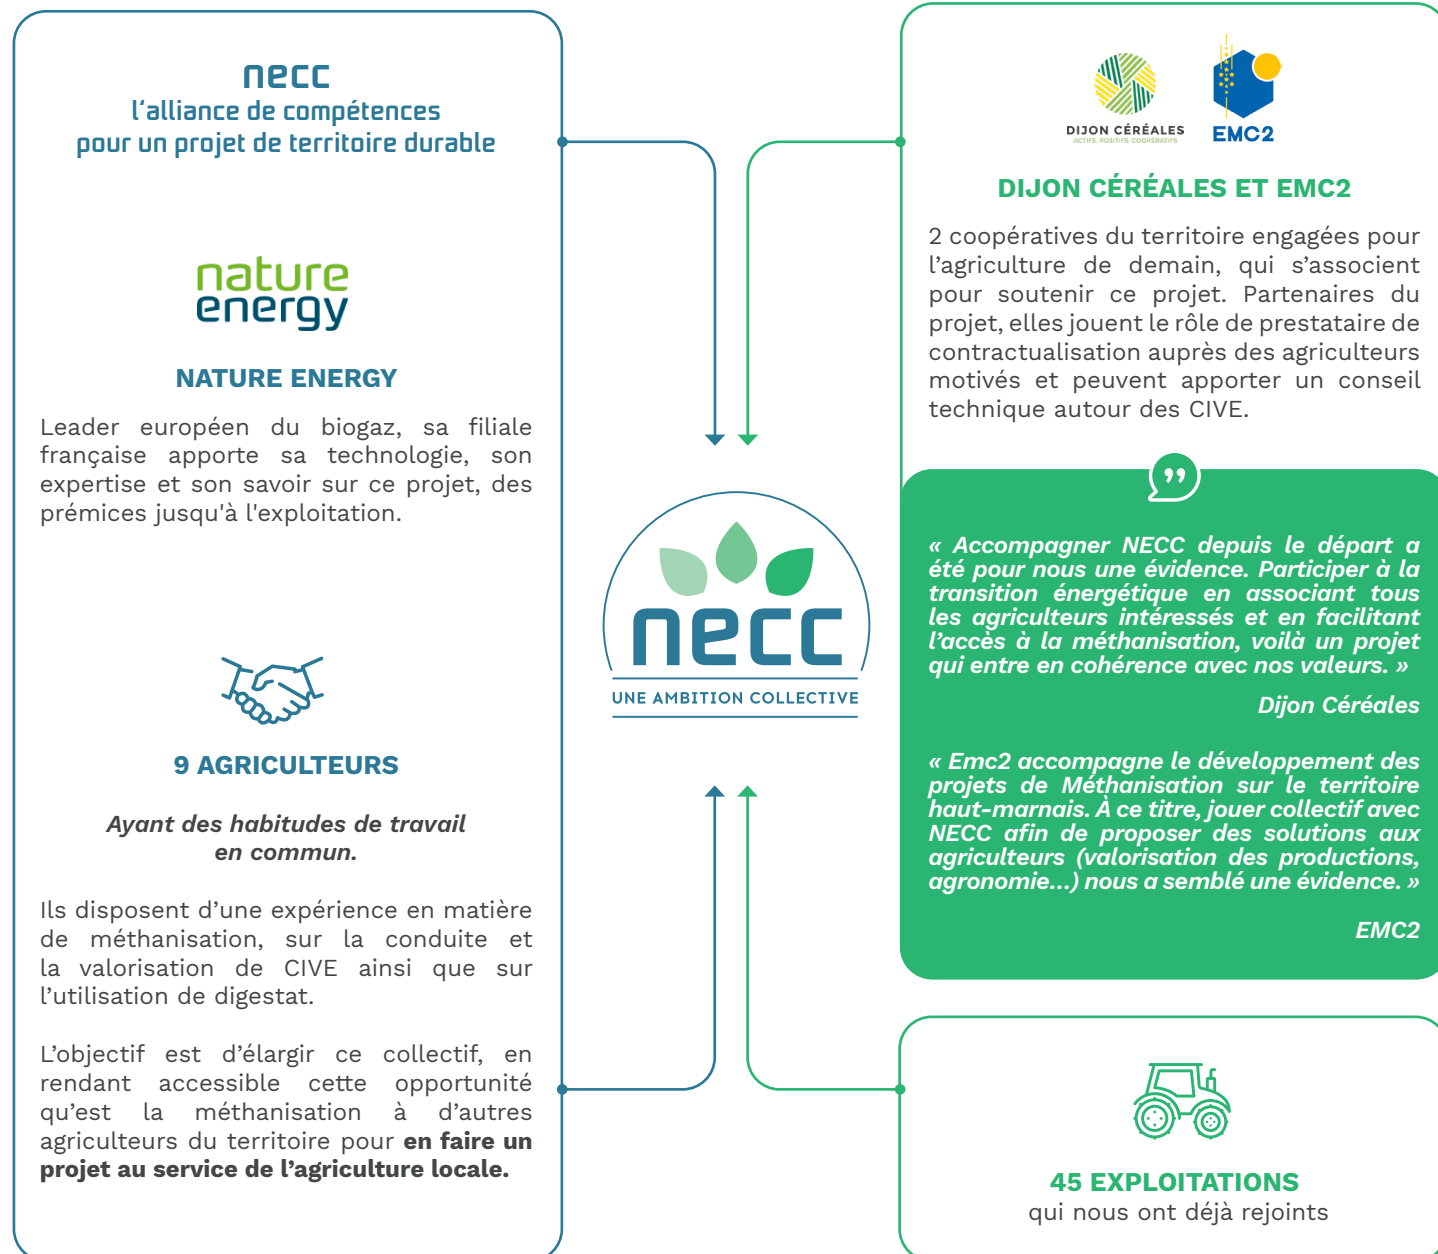 necc
l'alliance de compétences
pour un projet de territoire durable
nature
energy
NATURE ENERGY
Leader européen du biogaz, sa filiale
française apporte sa technologie, son
expertise et son savoir sur ce projet, des
prémices jusqu'à l'exploitation.
9 AGRICULTEURS
Ayant des habitudes de travail
en commun.
Ils disposent d’une expérience en matière
de méthanisation, sur la conduite et
la valorisation de CIVE ainsi que sur
l’utilisation de digestat.
L’objectif est d’élargir ce collectif, en
rendant accessible cette opportunité
qu’est la méthanisation à d’autres
agriculteurs du territoire pour en faire un
projet au service de l’agriculture locale.
necc
UNE AMBITION COLLECTIVE
DIJON CÉRÉALES
ACTIFS, POSITIFS, COOPÉRATIFS
EMC2
DIJON CÉRÉALES ET EMC2
2 coopératives du territoire engagées pour
l’agriculture de demain, qui s’associent
pour soutenir ce projet. Partenaires du
projet, elles jouent le rôle de prestataire de
contractualisation auprès des agriculteurs
motivés et peuvent apporter un conseil
technique autour des CIVE.
« Accompagner NECC depuis le départ a
été pour nous une évidence. Participer à la
transition énergétique en associant tous
les agriculteurs intéressés et en facilitant
l’accès à la méthanisation, voilà un projet
qui entre en cohérence avec nos valeurs. »
Dijon Céréales
« Emc2 accompagne le développement des
projets de Méthanisation sur le territoire
haut-marnais. À ce titre, jouer collectif avec
NECC afin de proposer des solutions aux
agriculteurs (valorisation des productions,
agronomie...) nous a semblé une évidence. »
EMC2
45 EXPLOITATIONS
qui nous ont déjà rejoints